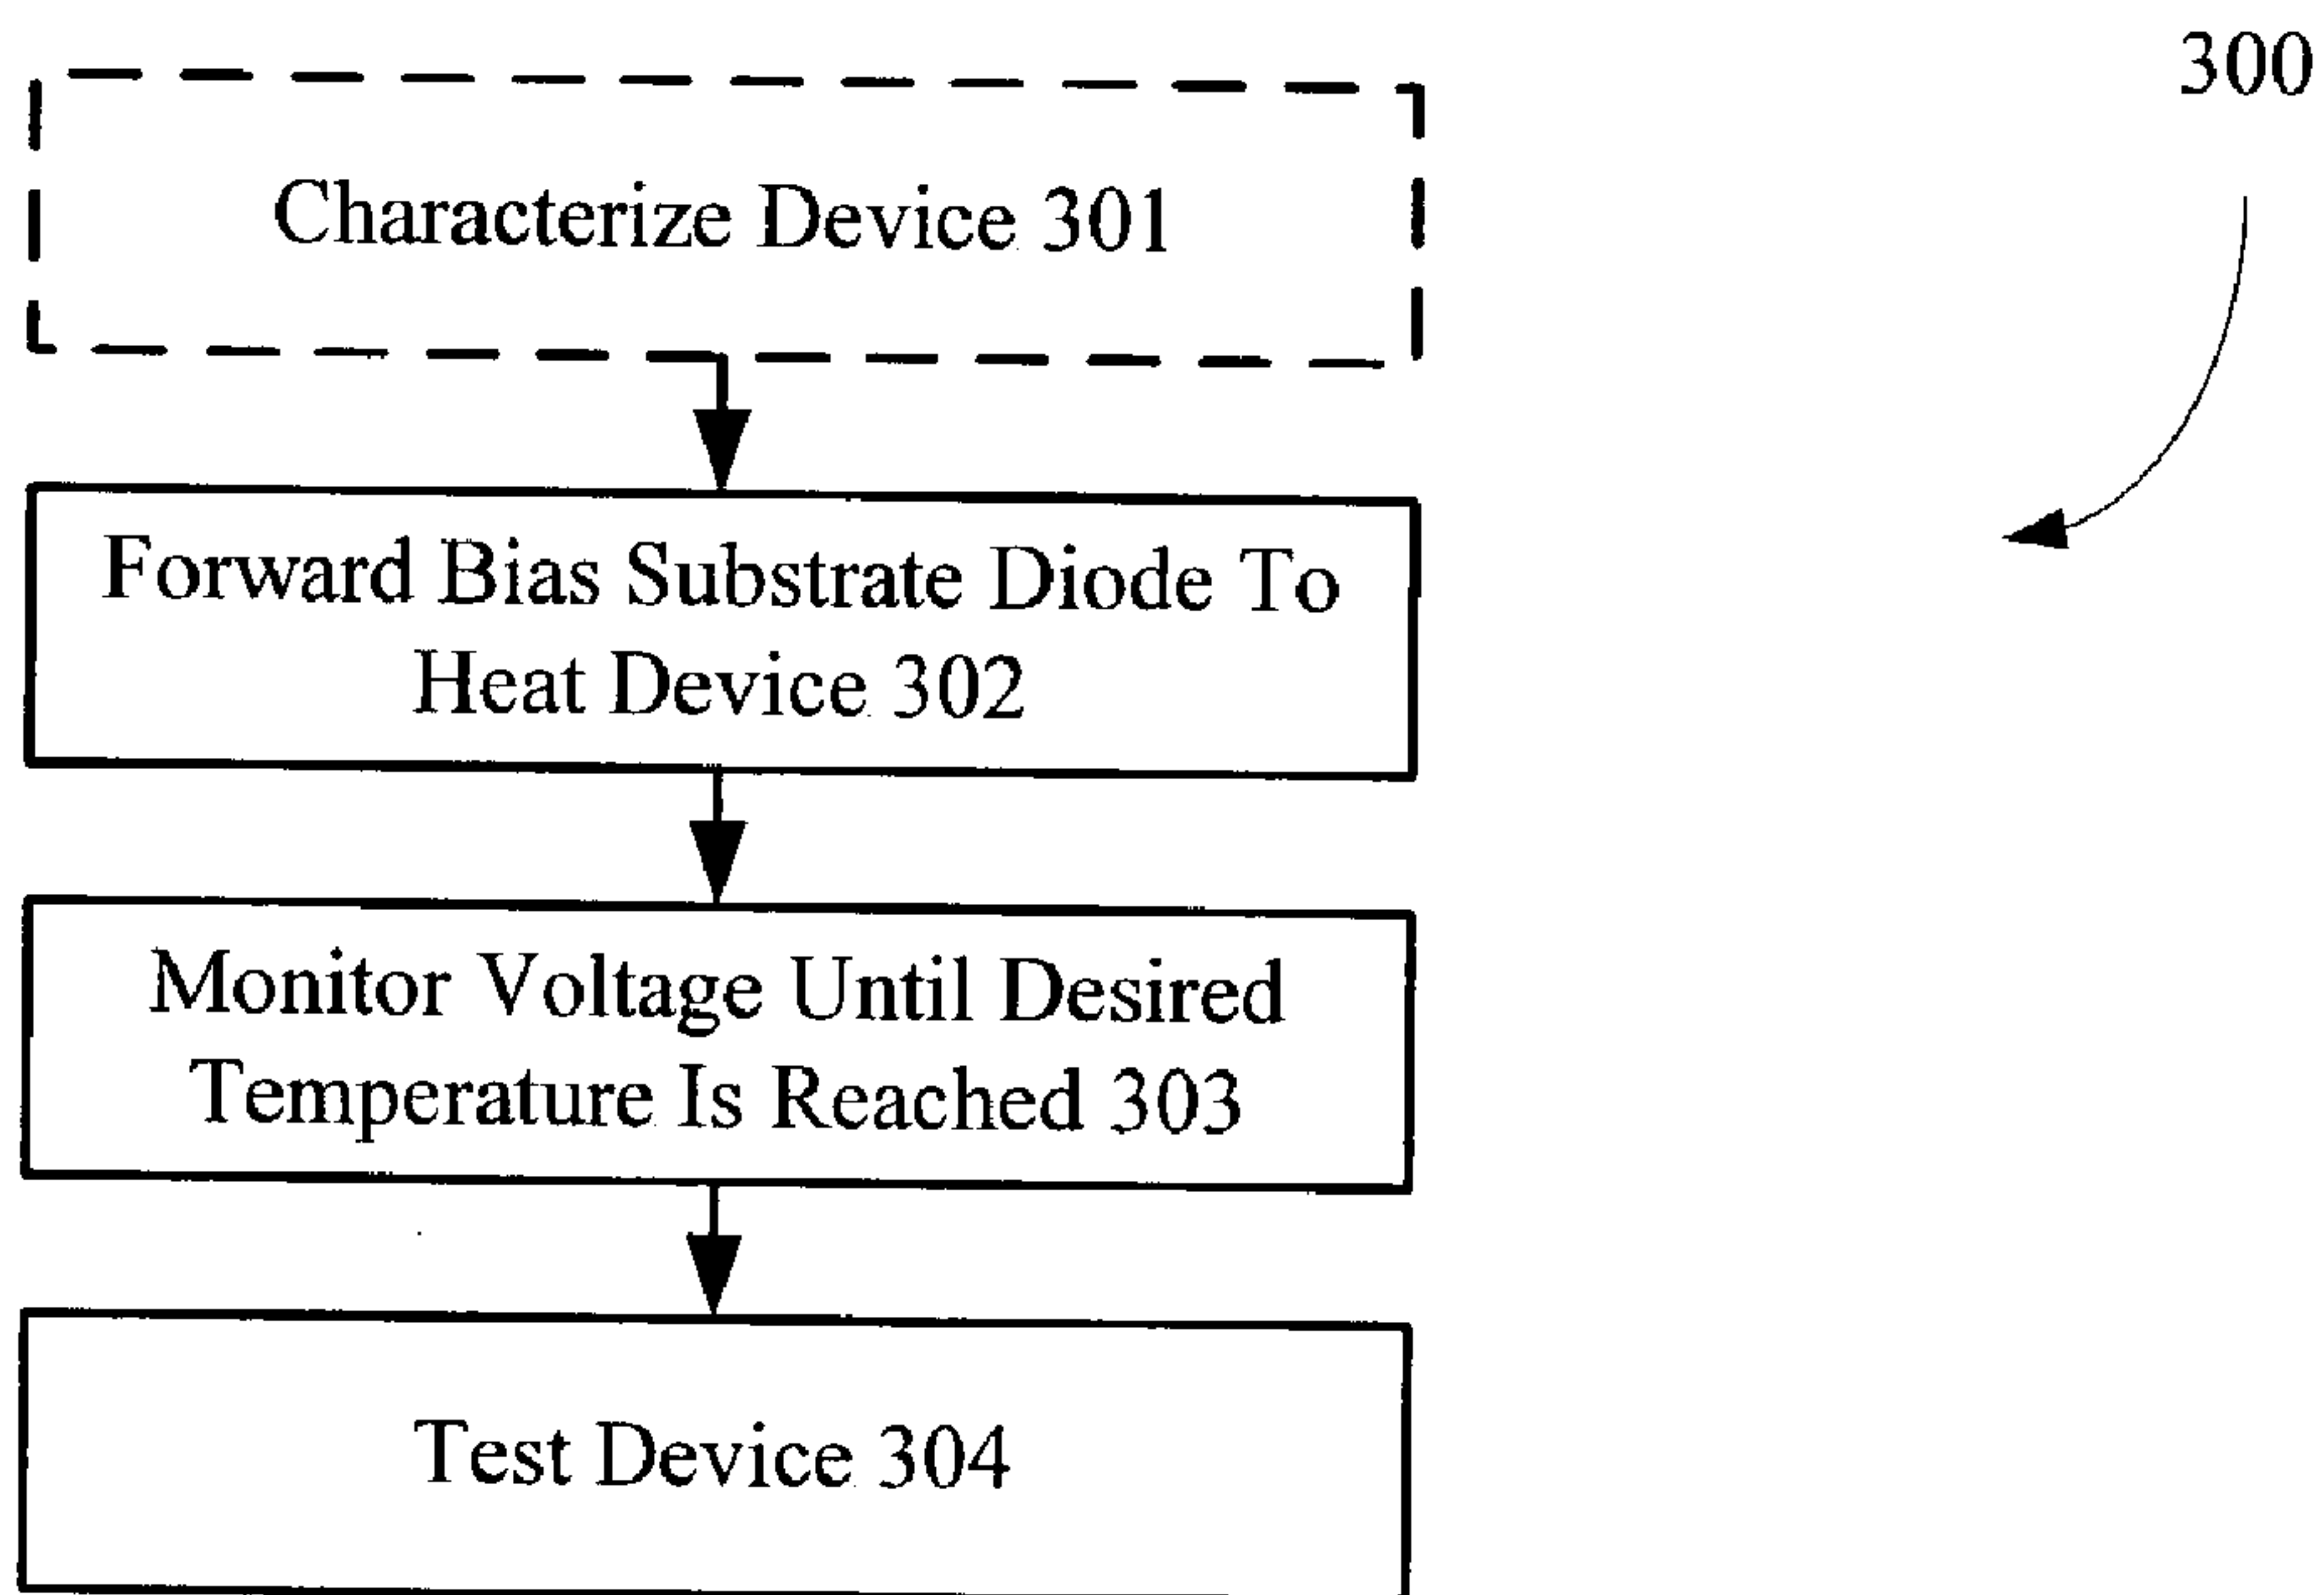 300
Characterize Device 301
Forward Bias Substrate Diode To
Heat Device 302
Monitor Voltage Until Desired
Temperature Is Reached 303
Test Device 304